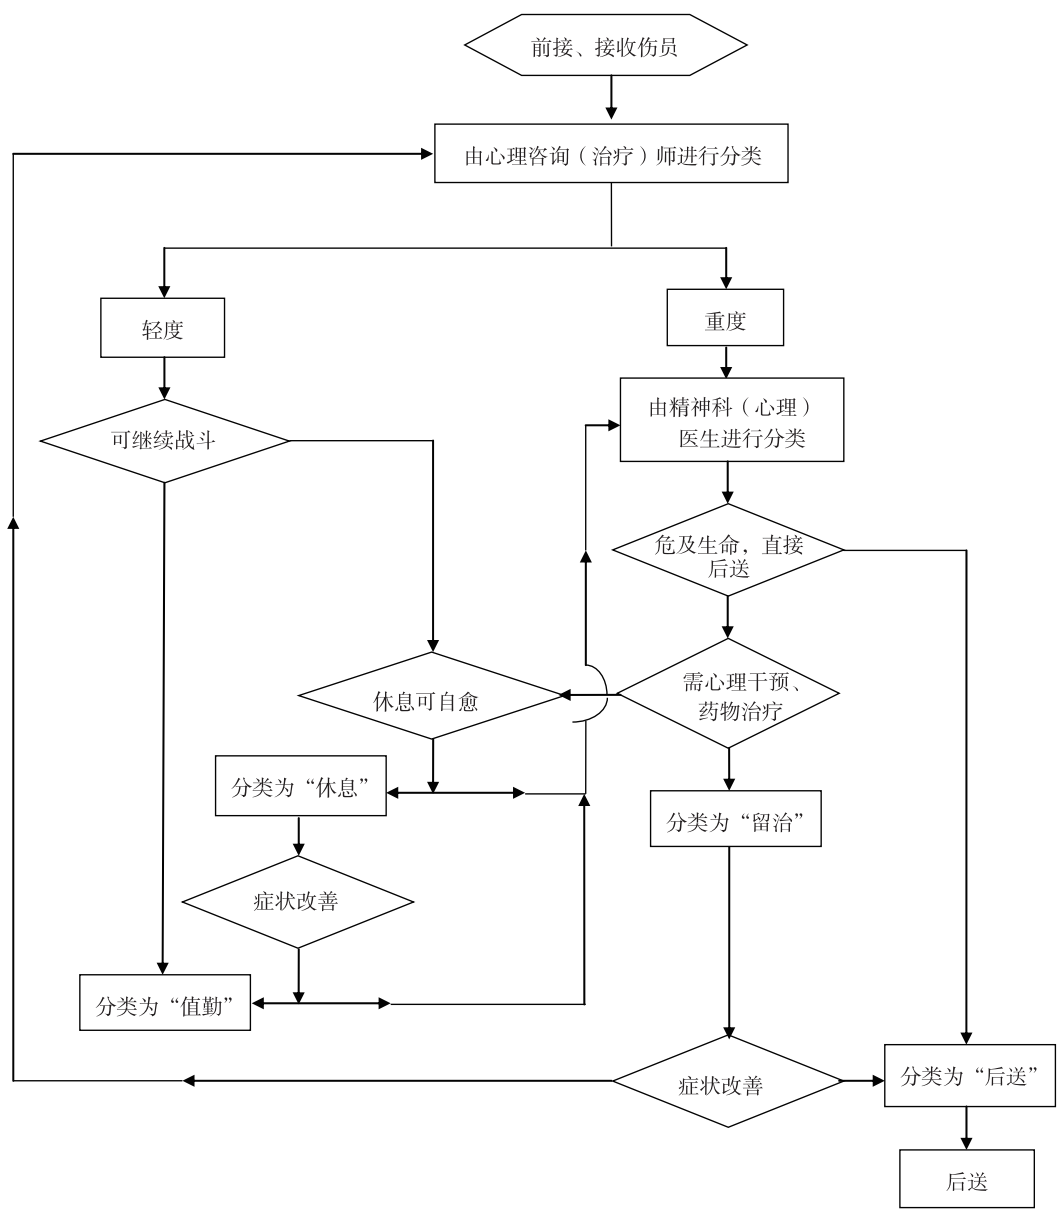 前接、接收伤员
由心理咨询（治疗）师进行分类
轻度
重度
可继续战斗
由精神科（心理）
医生进行分类
危及生命，直接
后送
休息可自愈
需心理干预、
药物治疗
分类为“休息”
分类为“留治”
症状改善
分类为“值勤”
症状改善
分类为“后送”
后送